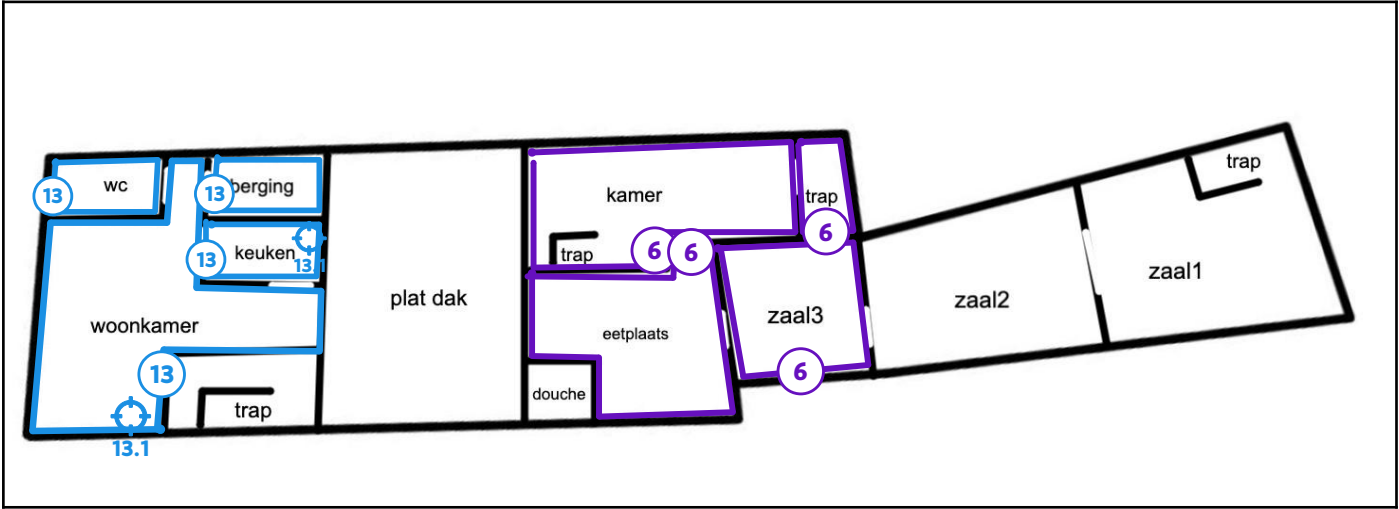 trap
wc
13
13
berging
kamer
trap
6
6
6
13
keuken
13.1
trap
zaal1
plat dak
zaal2
woonkamer
zaal3
eetplaats
13
6
douche
trap
13.1